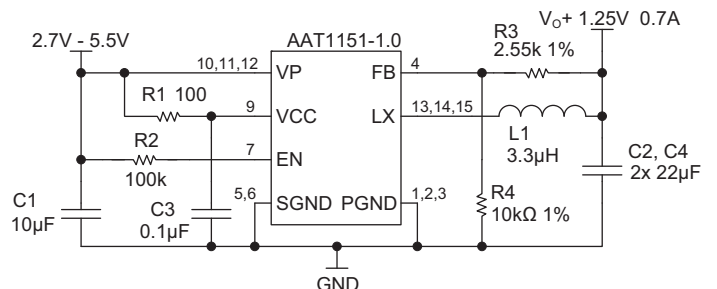 V₀+ 1.25V 0.7A
R3
2.55k 1%
2.7V - 5.5V
AAT1151-1.0
10,11,12
VP
FB
4
R1 100
9
VCC
LX
13,14,15
L1
3.3µH
R2
100k
7
EN
C2, C4
2x 22µF
C1
10µF
C3
0.1µF
5,6
SGND
PGND
1,2,3
R4
10kΩ 1%
GND